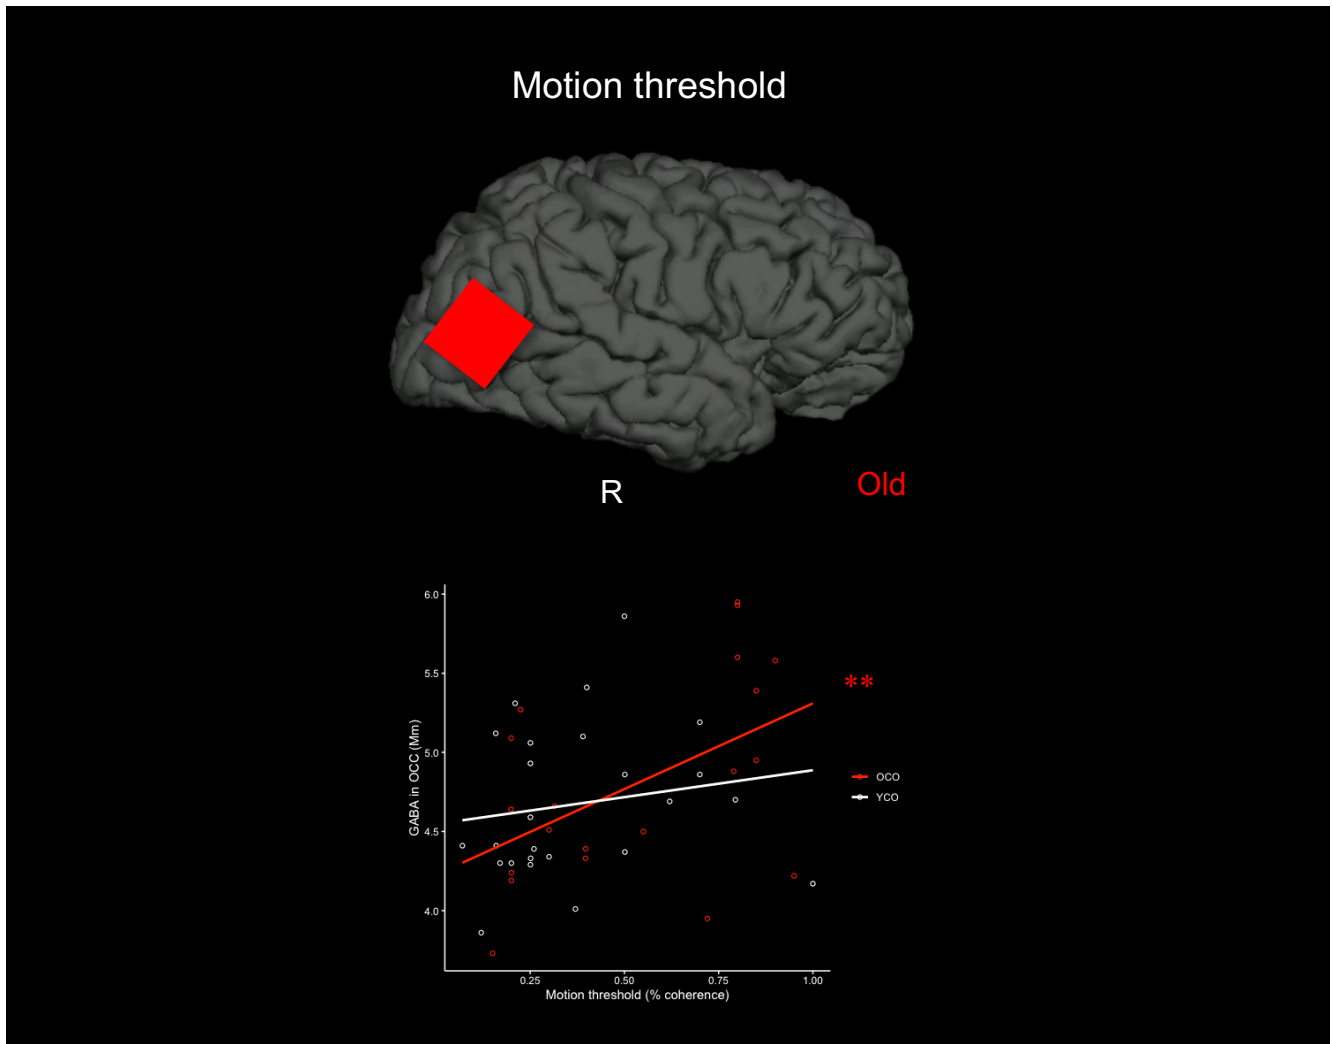 Motion threshold
R
Old
6.0
5.5
5.0
4.5
4.0
GABA in OCC (Mm)
**
OCO
YCO
0.25 0.50 0.75 1.00
Motion threshold (% coherence)